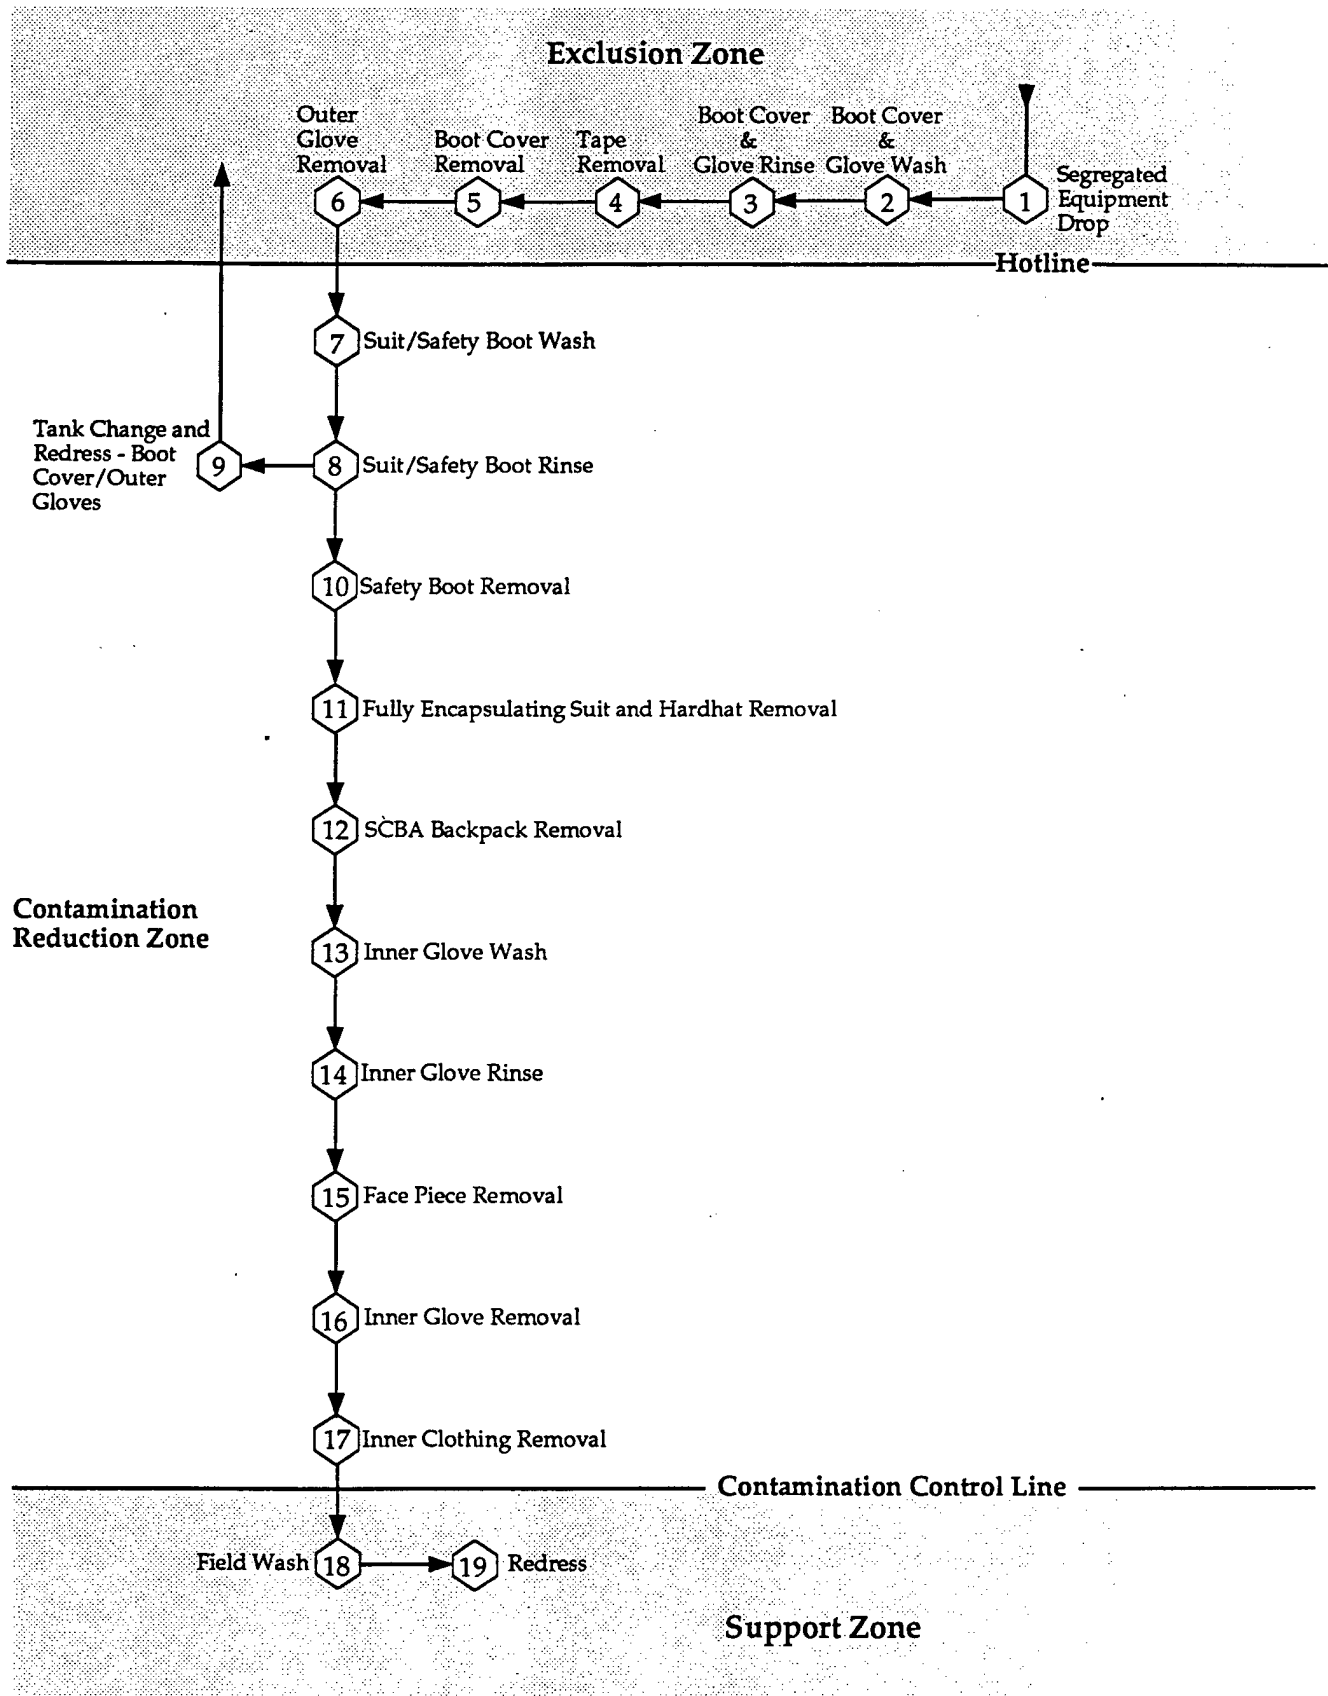 Exclusion Zone
Outer
Glove
Removal
Boot Cover
Removal
Tape
Removal
Boot Cover
&
Glove Rinse
Boot Cover
&
Glove Wash
Segregated
Equipment
Drop
6
5
4
3
2
1
Hotline
7 Suit/Safety Boot Wash
Tank Change and
Redress - Boot
Cover/Outer
Gloves
9
8 Suit/Safety Boot Rinse
10 Safety Boot Removal
11 Fully Encapsulating Suit and Hardhat Removal
12 SCBA Backpack Removal
Contamination
Reduction Zone
13 Inner Glove Wash
14 Inner Glove Rinse
15 Face Piece Removal
16 Inner Glove Removal
17 Inner Clothing Removal
Contamination Control Line
Field Wash 18
19 Redress
Support Zone